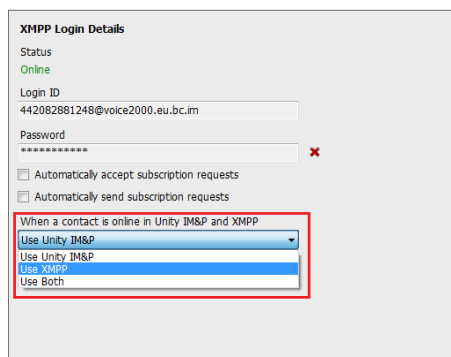 XMPP Login Details
Status
Online
Login ID
442082881248@voice2000.eu.bc.im
Password
***********
Automatically accept subscription requests
Automatically send subscription requests
When a contact is online in Unity IM&P and XMPP
Use Unity IM&P
Use Unity IM&P
Use XMPP
Use Both